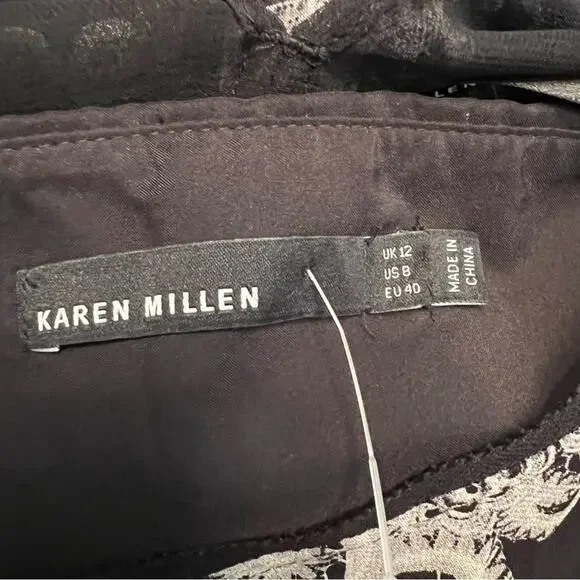 KAREN MILLEN
UK 12
US 8
EU 40
MADE IN
CHINA